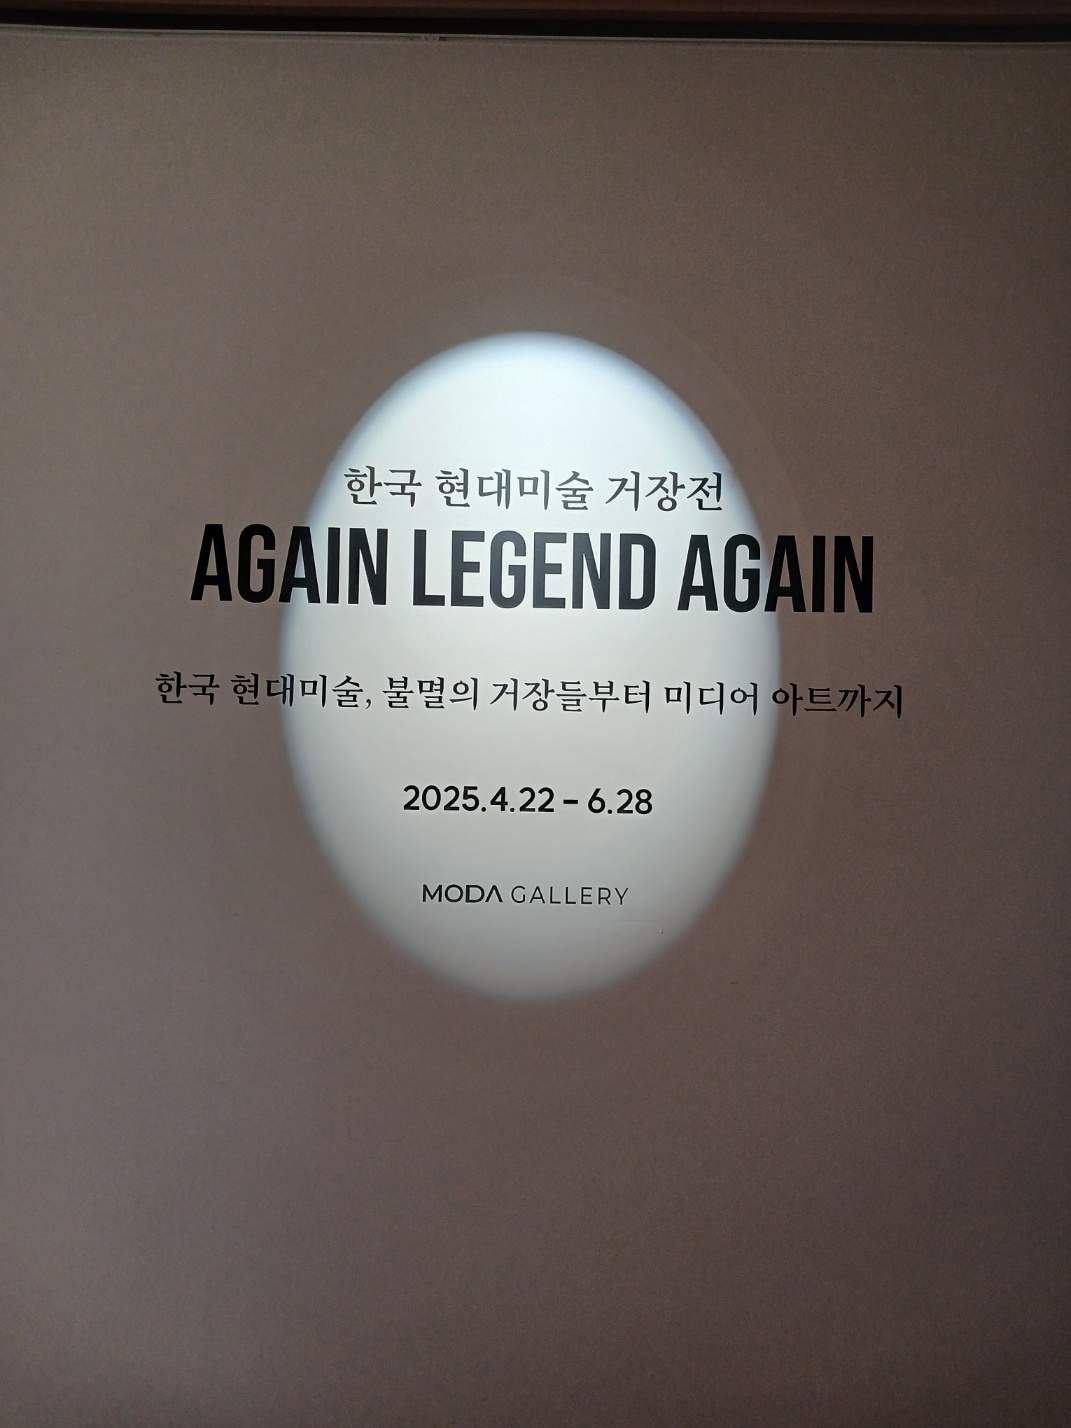 한국 현대미술 거장전
AGAIN LEGEND AGAIN
한국 현대미술, 불멸의 거장들부터 미디어 아트까지
2025.4.22 - 6.28
MODA GALLERY